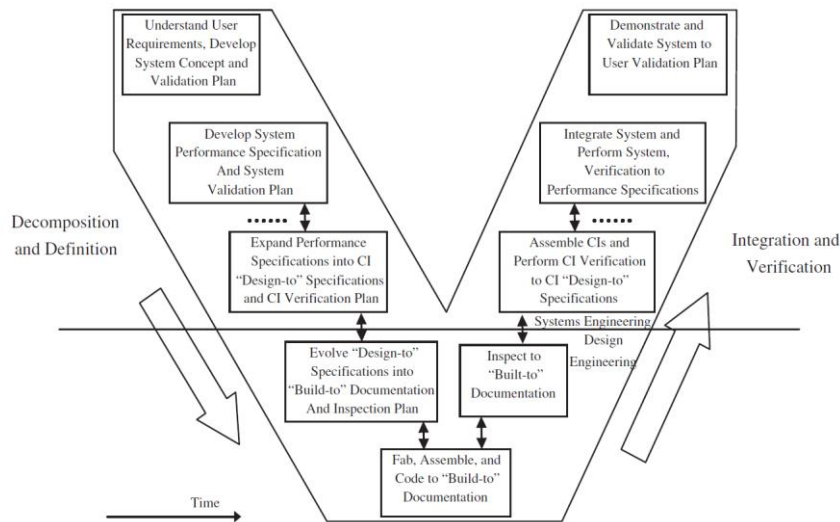 Understand User
Requirements, Develop
System Concept and
Validation Plan
Demonstrate and
Validate System to
User Validation Plan
Develop System
Performance Specification
And System
Validation Plan
Integrate System and
Perform System,
Verification to
Performance Specifications
Decomposition
and Definition
......
......
Expand Performance
Specifications into CI
“Design-to” Specifications
and CI Verification Plan
Assemble CIs and
Perform CI Verification
to CI “Design-to”
Specifications
Integration and
Verification
Systems Engineering
Design
Engineering
Evolve “Design-to”
Specifications into
“Build-to” Documentation
And Inspection Plan
Inspect to
“Built-to”
Documentation
Fab, Assemble, and
Code to “Build-to”
Documentation
Time